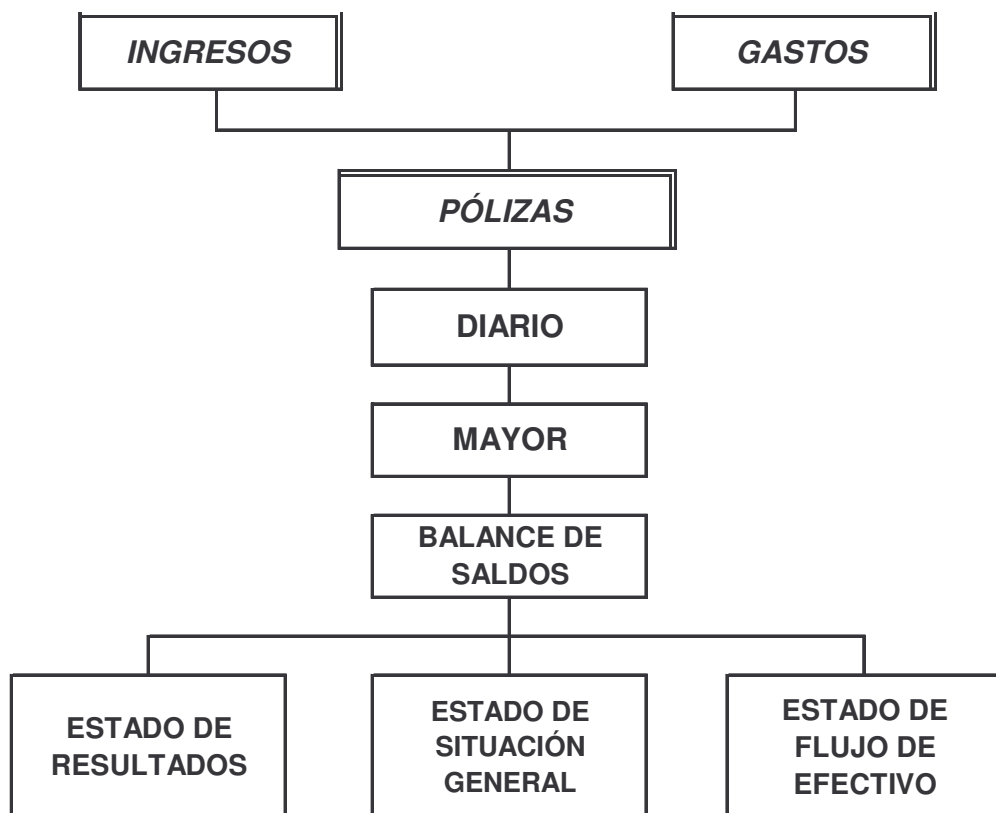 INGRESOS
GASTOS
PÓLIZAS
DIARIO
MAYOR
BALANCE DE
SALDOS
ESTADO DE
RESULTADOS
ESTADO DE
SITUACIÓN
GENERAL
ESTADO DE
FLUJO DE
EFECTIVO